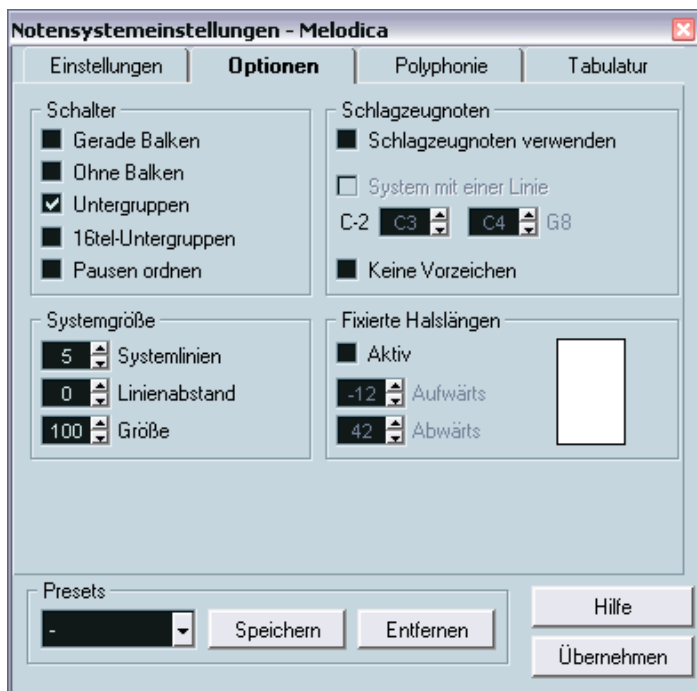 Notensystemeinstellungen - Melodica
Einstellungen Optionen Polyphonie Tabulatur
Schalter
Gerade Balken
Ohne Balken
Untergruppen
16tel-Untergruppen
Pausen ordnen
Schlagzeugnoten
Schlagzeugnoten verwenden
System mit einer Linie
C-2 C3 C4 G8
Keine Vorzeichen
Systemgröße
5 Systemlinien
0 Linienabstand
100 Größe
Fixierte Halslängen
Aktiv
-12 Aufwärts
42 Abwärts
Presets
- Speichern Entfernen
Hilfe
Übernehmen